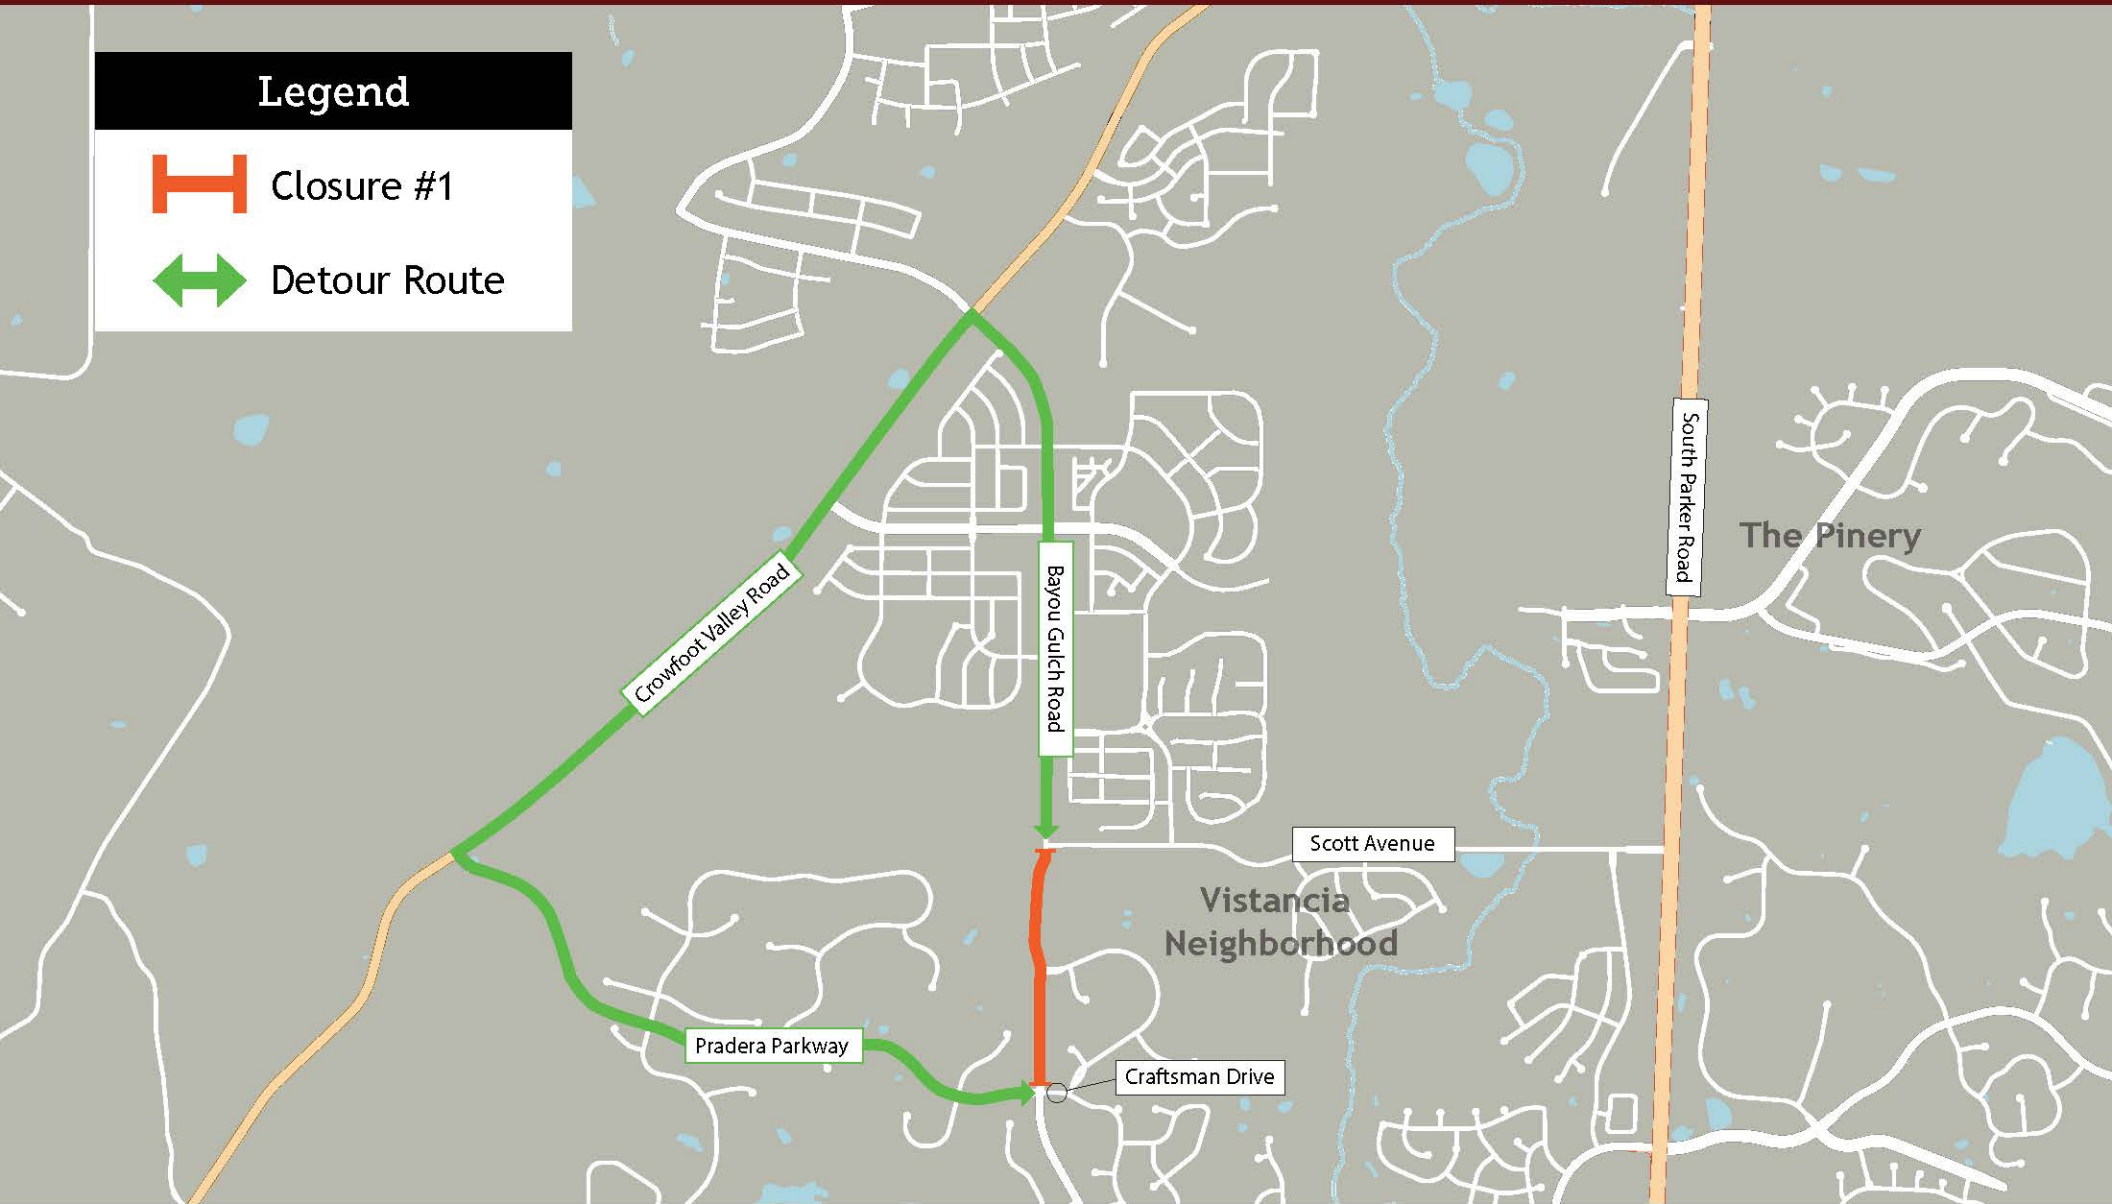 Legend
Closure #1
Detour Route
South Parker Road
The Pinery
Crowfoot Valley Road
Bayou Gulch Road
Scott Avenue
Vistancia
Neighborhood
Pradera Parkway
Craftsman Drive